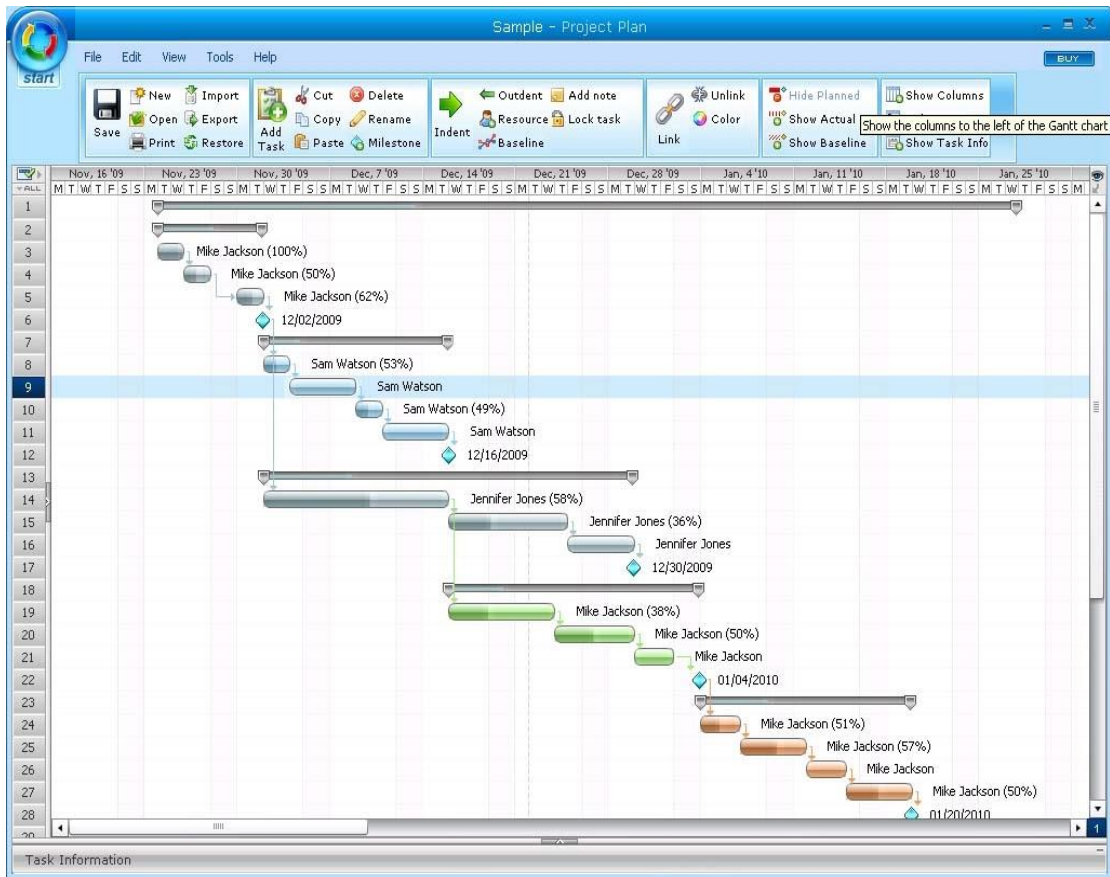 Sample - Project Plan
start
File Edit View Tools Help
BUY
Save
New Import
Open Export
Print Restore
Add Task
Cut Delete
Copy Rename
Paste Milestone
Indent
Outdent Add note
Resource Lock task
Baseline
Link
Unlink
Color
Hide Planned
Show Actual
Show Baseline
Show Columns
Show the columns to the left of the Gantt chart
Show Task Info
ALL
Nov, 16 '09 Nov, 23 '09 Nov, 30 '09 Dec, 7 '09 Dec, 14 '09 Dec, 21 '09 Dec, 28 '09 Jan, 4 '10 Jan, 11 '10 Jan, 18 '10 Jan, 25 '10
M T W T F S S M T W T F S S M T W T F S S M T W T F S S M T W T F S S M T W T F S S M T W T F S S M T W T F S S M T W T F S S M T W T F S S M T W T F S S M
1
2
3 Mike Jackson (100%)
4 Mike Jackson (50%)
5 Mike Jackson (62%)
6 12/02/2009
7
8 Sam Watson (53%)
9 Sam Watson
10 Sam Watson (49%)
11 Sam Watson
12 12/16/2009
13
14 Jennifer Jones (58%)
15 Jennifer Jones (36%)
16 Jennifer Jones
17 12/30/2009
18
19 Mike Jackson (38%)
20 Mike Jackson (50%)
21 Mike Jackson
22 01/04/2010
23
24 Mike Jackson (51%)
25 Mike Jackson (57%)
26 Mike Jackson
27 Mike Jackson (50%)
28 01/20/2010
29
1
Task Information